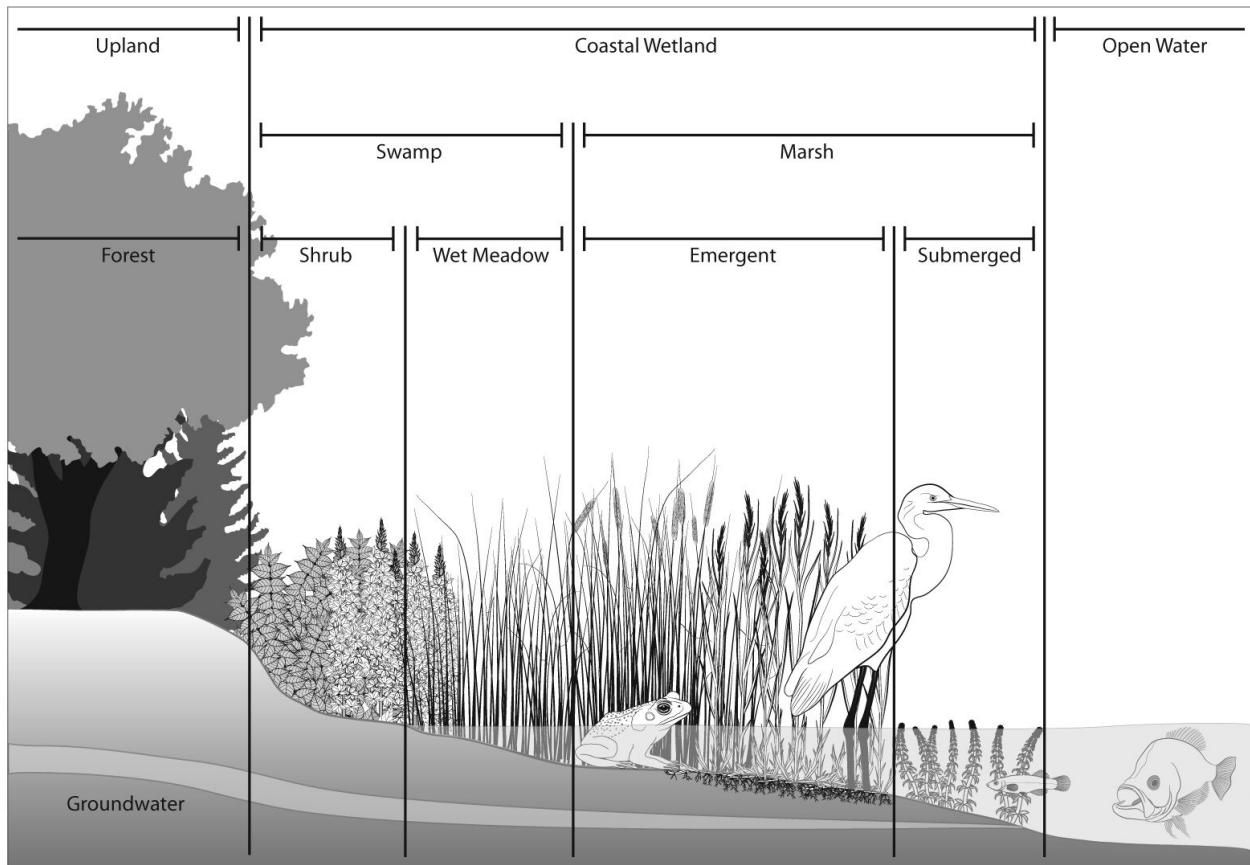 Upland
Coastal Wetland
Open Water
Swamp
Marsh
Forest
Shrub
Wet Meadow
Emergent
Submerged
Groundwater